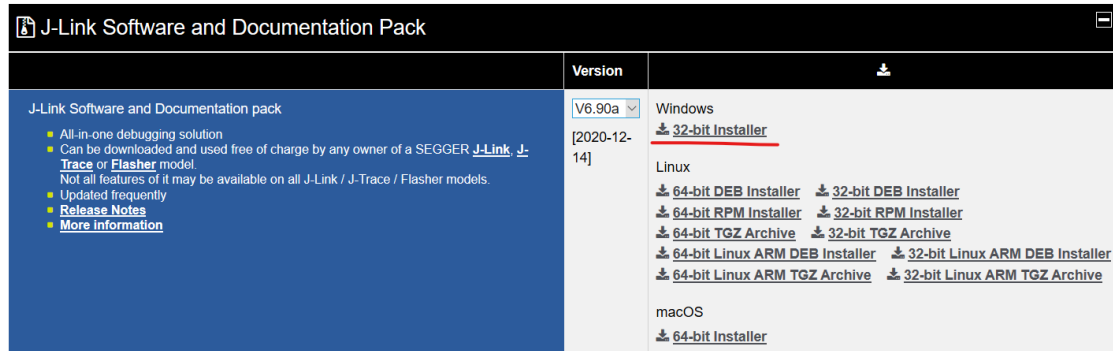 J-Link Software and Documentation Pack
Version
J-Link Software and Documentation pack
All-in-one debugging solution
Can be downloaded and used free of charge by any owner of a SEGGER J-Link, J-
Trace or Flasher model.
Not all features of it may be available on all J-Link / J-Trace / Flasher models.
Updated frequently
Release Notes
More information
V6.90a
[2020-12-
14]
Windows
32-bit Installer
Linux
64-bit DEB Installer 32-bit DEB Installer
64-bit RPM Installer 32-bit RPM Installer
64-bit TGZ Archive 32-bit TGZ Archive
64-bit Linux ARM DEB Installer 32-bit Linux ARM DEB Installer
64-bit Linux ARM TGZ Archive 32-bit Linux ARM TGZ Archive
macOS
64-bit Installer